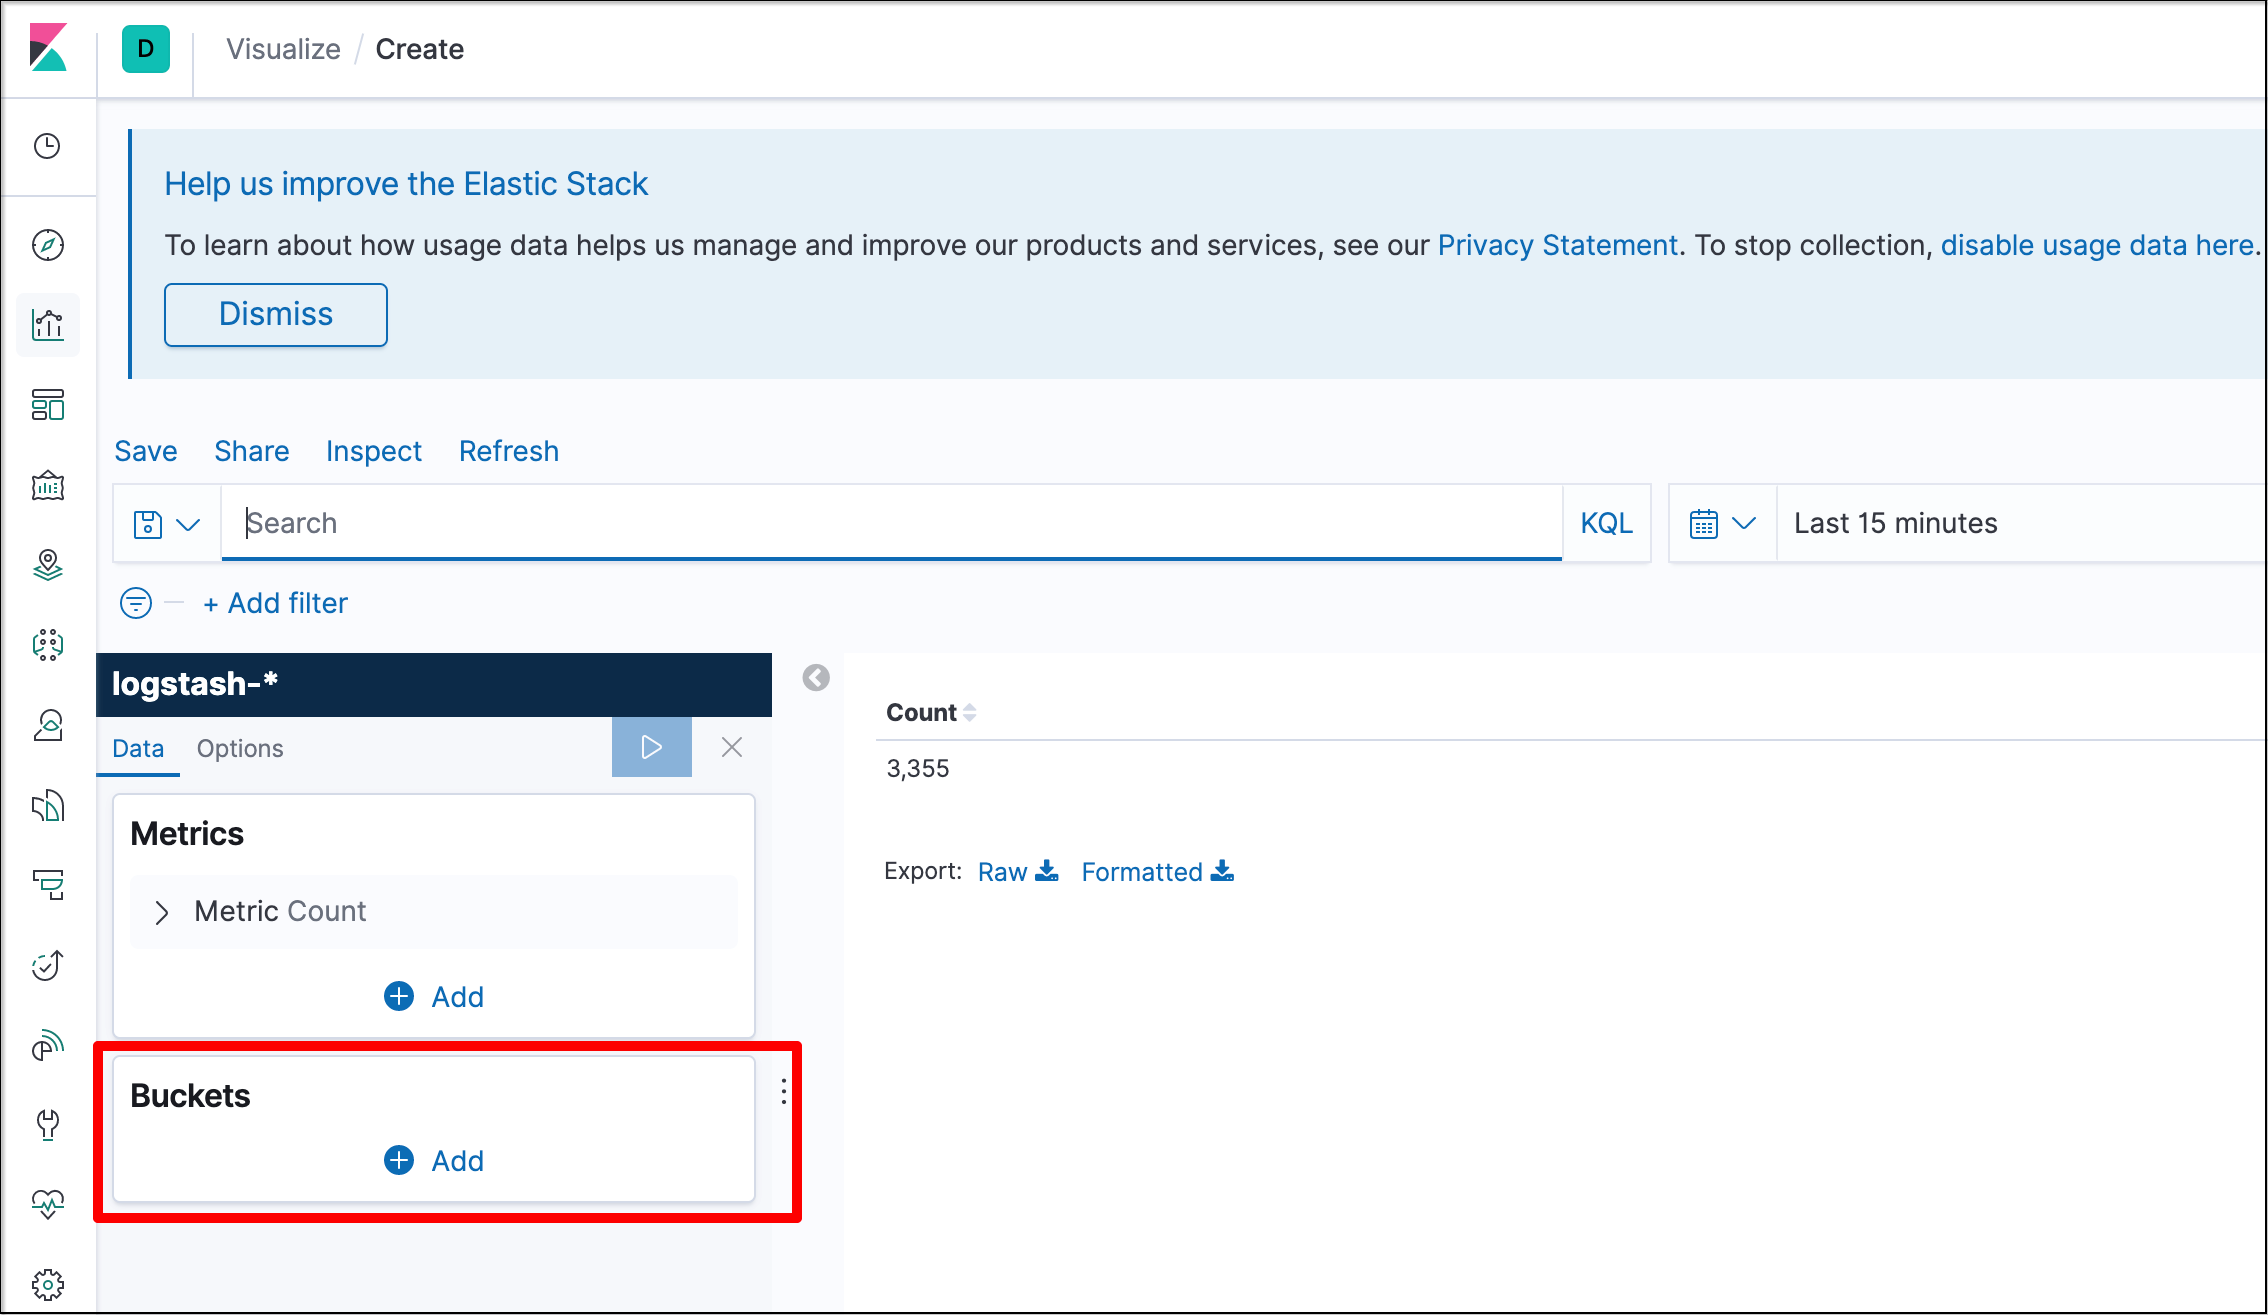 D
Visualize / Create
Help us improve the Elastic Stack
To learn about how usage data helps us manage and improve our products and services, see our Privacy Statement. To stop collection, disable usage data here.
Dismiss
Save Share Inspect Refresh
Search KQL Last 15 minutes
+ Add filter
logstash-*
Data Options
Metrics
Metric Count
Add
Buckets
Add
Count
3,355
Export: Raw Formatted